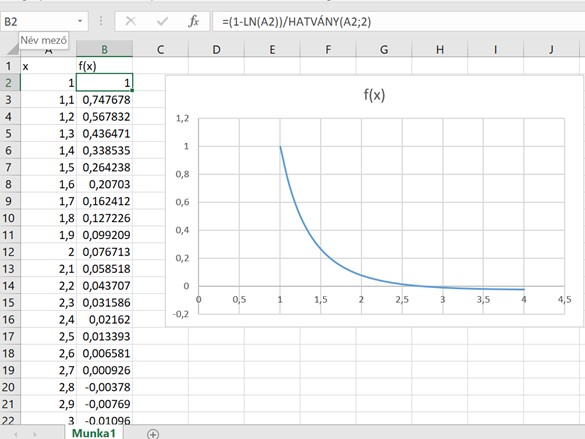 B2 fx =(1-LN(A2))/HATVÁNY(A2;2)
Név mező
A B C D E F G H I J
1 x f(x)
2 1 1
3 1,1 0,747678
4 1,2 0,567832
5 1,3 0,436471
6 1,4 0,338535
7 1,5 0,264238
8 1,6 0,20703
9 1,7 0,162412
10 1,8 0,127226
11 1,9 0,099209
12 2 0,076713
13 2,1 0,058518
14 2,2 0,043707
15 2,3 0,031586
16 2,4 0,02162
17 2,5 0,013393
18 2,6 0,006581
19 2,7 0,000926
20 2,8 -0,00378
21 2,9 -0,00769
22 3 -0,01096
f(x)
1,2
1
0,8
0,6
0,4
0,2
0
-0,2
0 0,5 1 1,5 2 2,5 3 3,5 4 4,5
Munka1